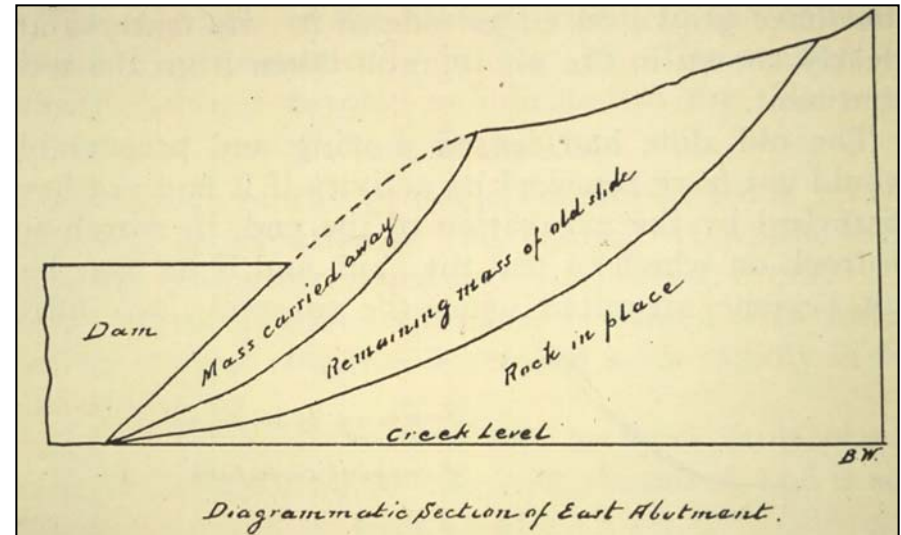 Dam
Mass carried away
Remaining mass of old slide
Rock in place
Creek Level
B.W.
Diagrammatic Section of East Abutment.